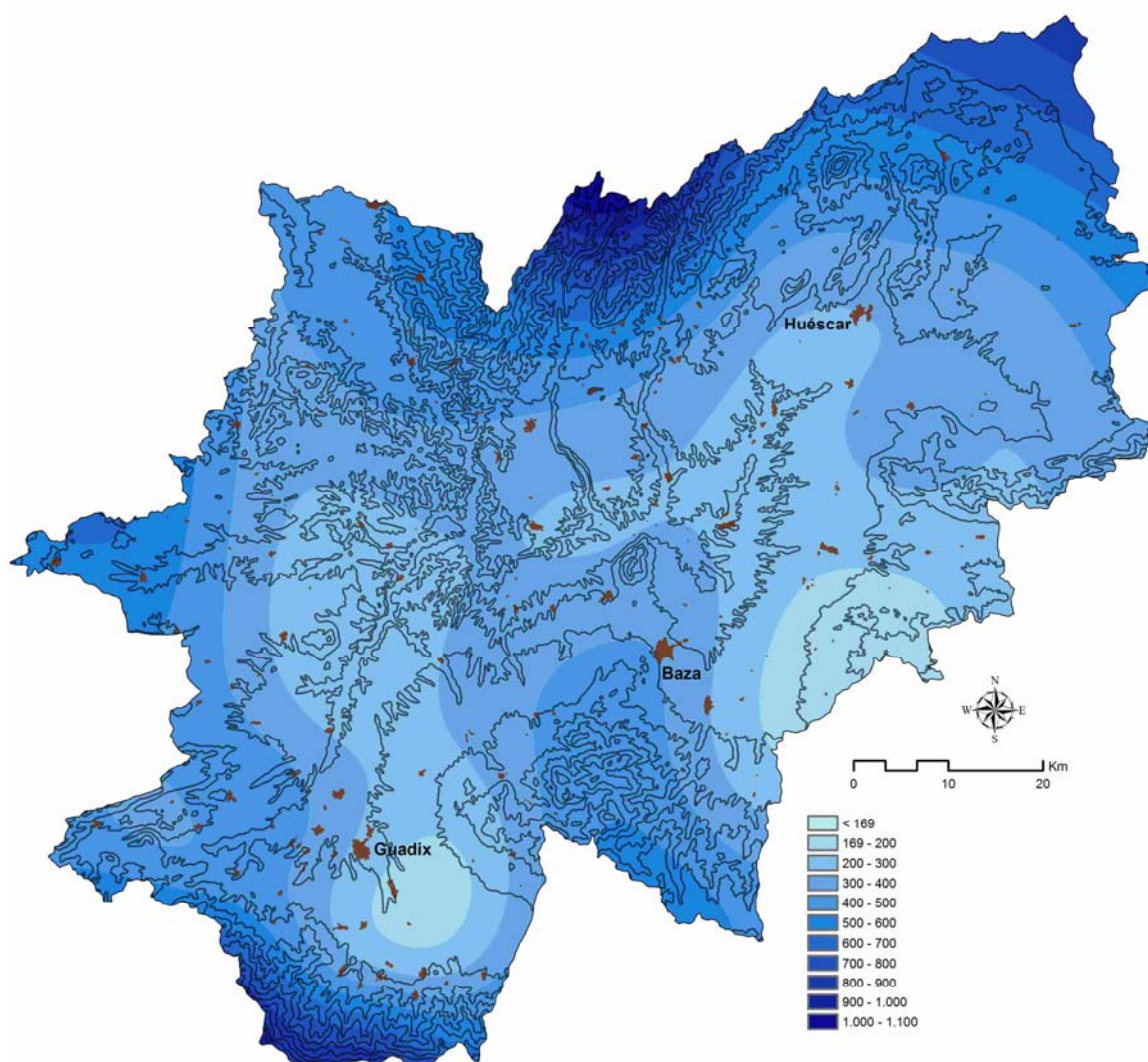 Huéscar
Baza
N
W E
S
0 10 20 Km
Guadix
< 169
169 - 200
200 - 300
300 - 400
400 - 500
500 - 600
600 - 700
700 - 800
800 - 900
900 - 1.000
1.000 - 1.100